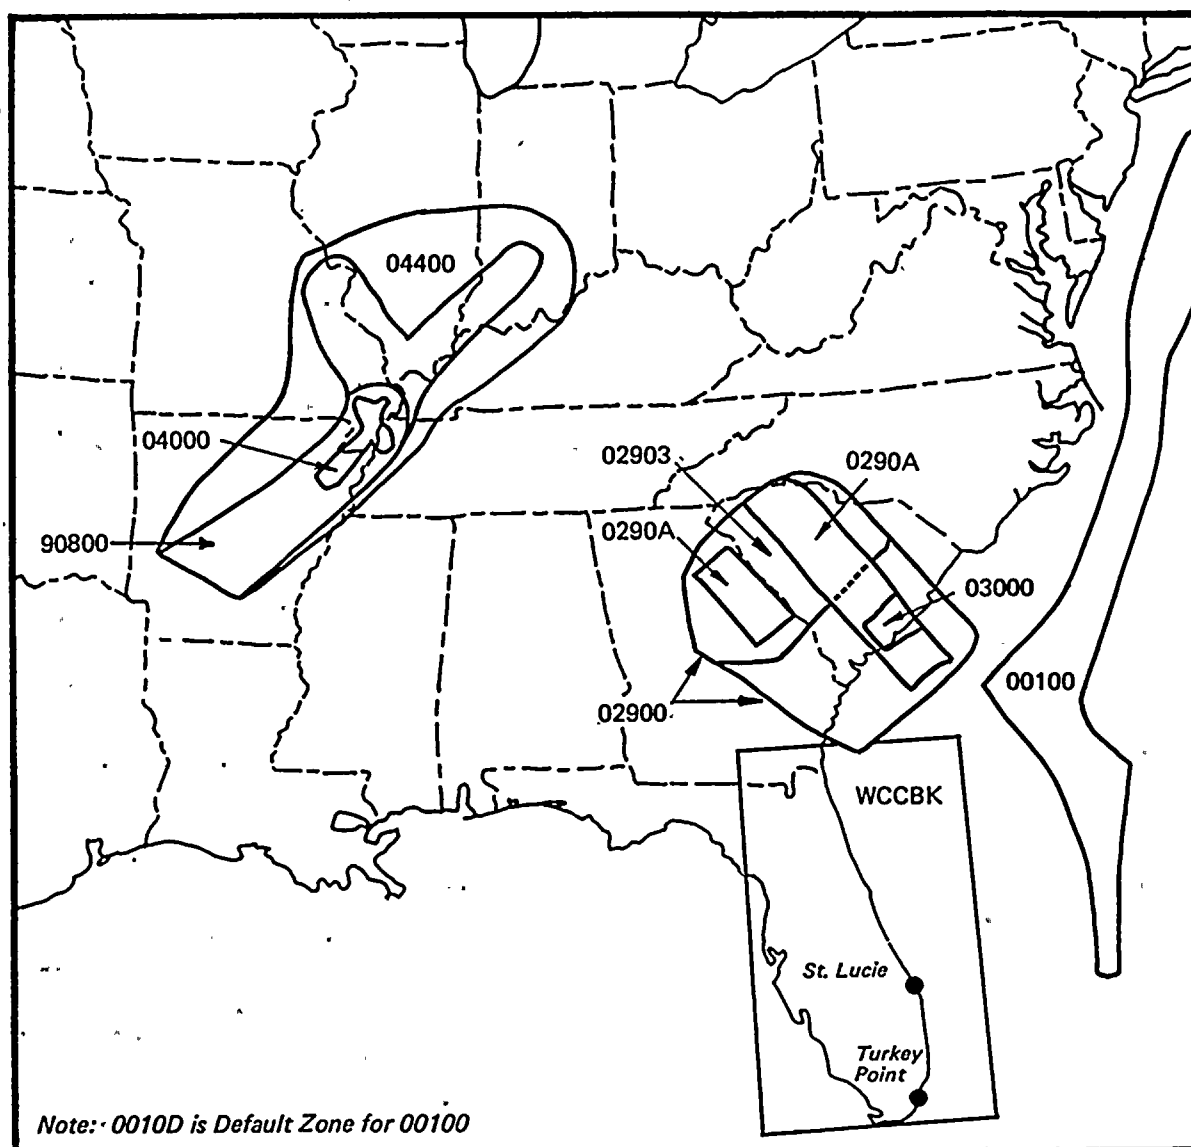 04400
04000
02903
0290A
0290A
90800
03000
00100
02900
WCCBK
St. Lucie
Turkey
Point
Note: 0010D is Default Zone for 00100